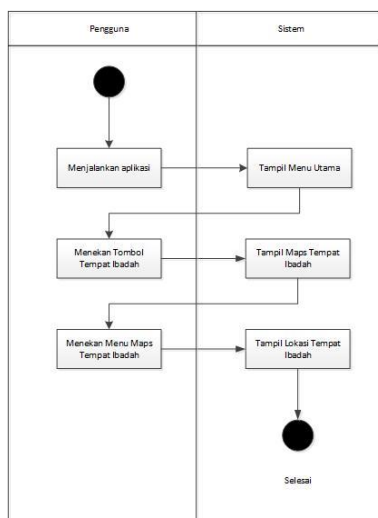 Pengguna
Sistem
Menjalankan aplikasi
Tampil Menu Utama
Menekan Tombol
Tempat Ibadah
Tampil Maps Tempat
Ibadah
Menekan Menu Maps
Tempat Ibadah
Tampil Lokasi Tempat
Ibadah
Selesai